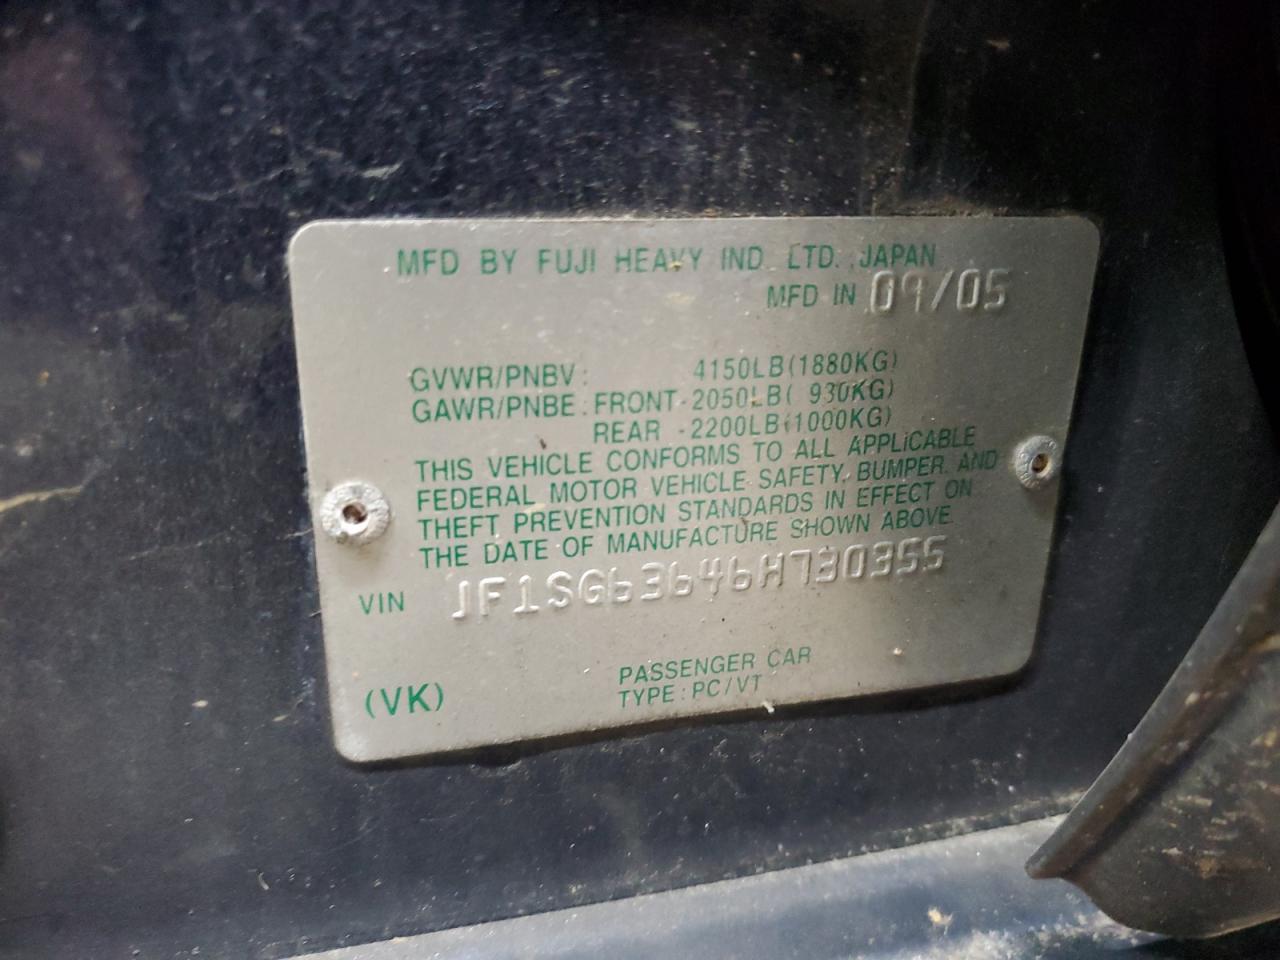 MFD BY FUJI HEAVY IND. LTD. JAPAN
MFD IN 09/05
GVWR/PNBV: 4150LB(1880KG)
GAWR/PNBE: FRONT-2050LB( 930KG)
REAR -2200LB(1000KG)
THIS VEHICLE CONFORMS TO ALL APPLICABLE
FEDERAL MOTOR VEHICLE SAFETY, BUMPER, AND
THEFT PREVENTION STANDARDS IN EFFECT ON
THE DATE OF MANUFACTURE SHOWN ABOVE.
VIN JF1SG63646H730355
PASSENGER CAR
(VK) TYPE: PC/VT